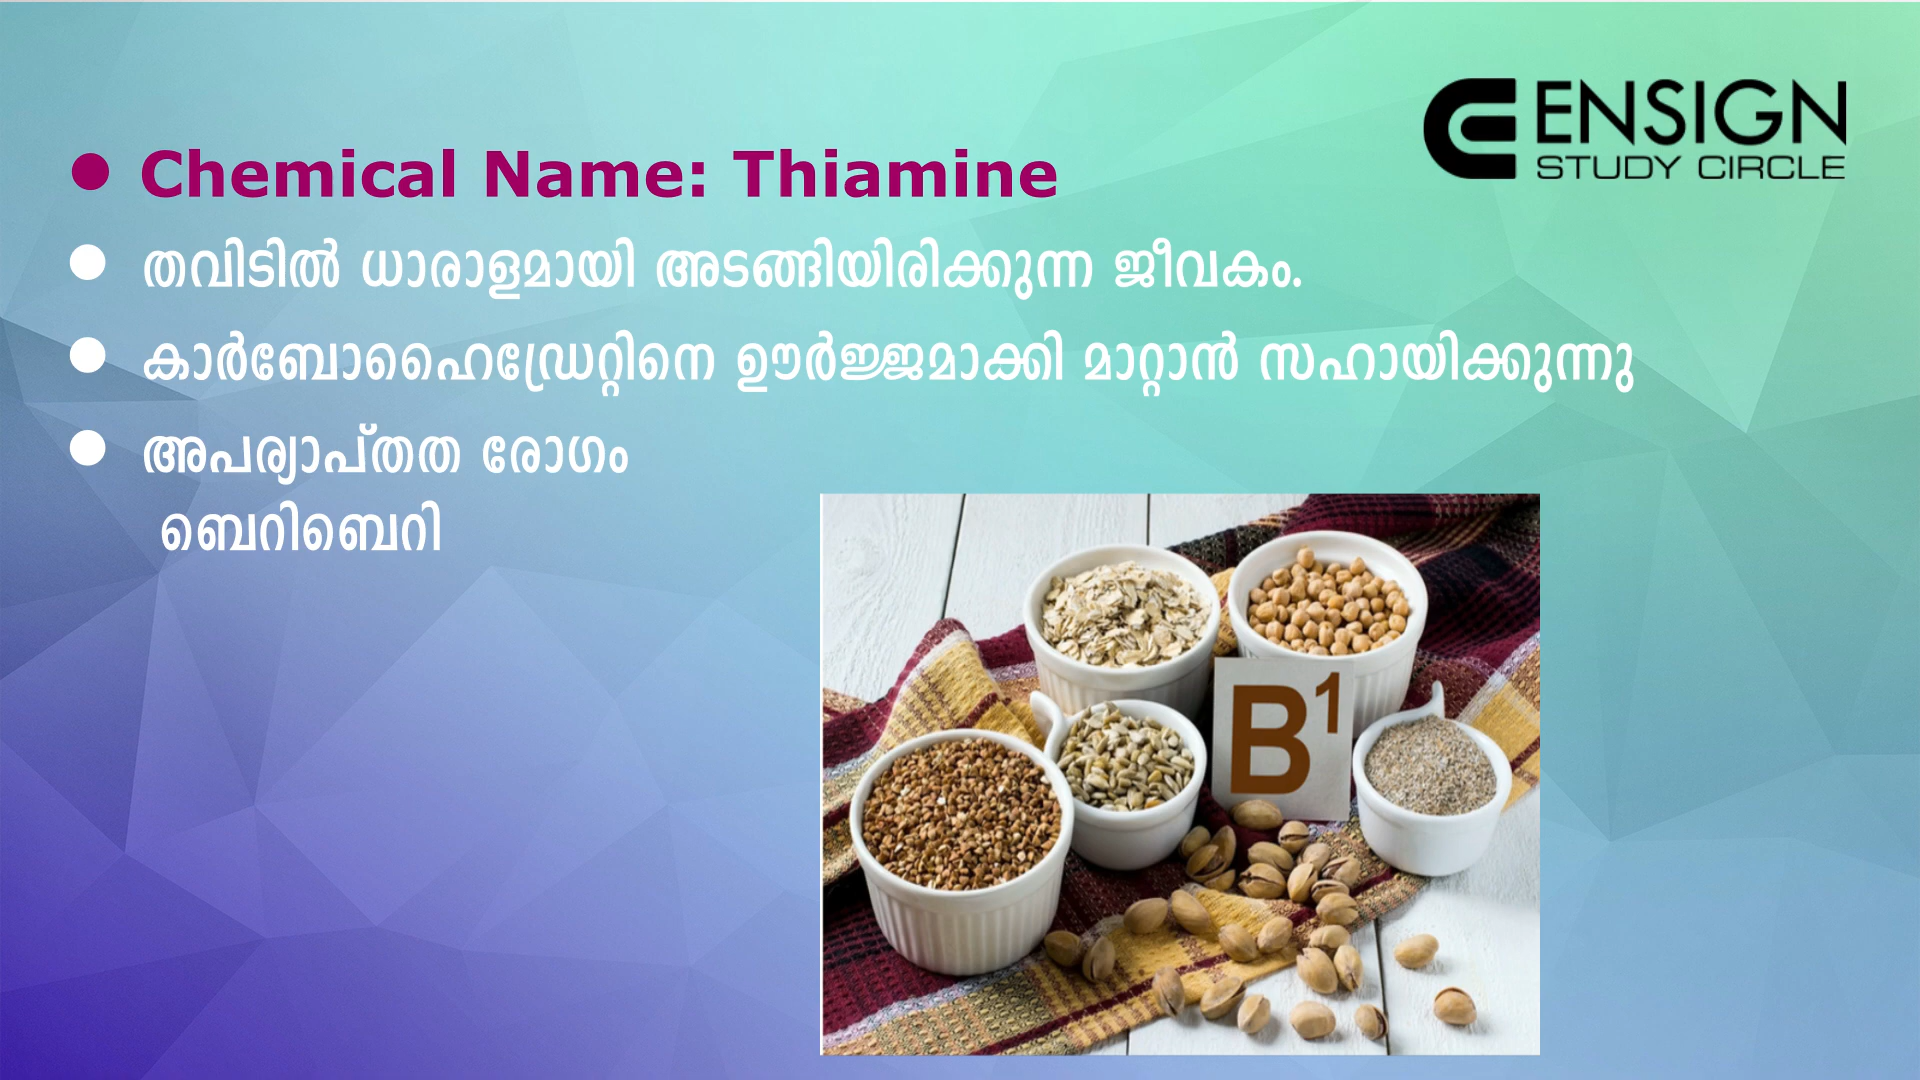 ENSIGN
STUDY CIRCLE
● Chemical Name: Thiamine
● തവിടിൽ ധാരാളമായി അടങ്ങിയിരിക്കുന്ന ജീവകം.
● കാർബോഹൈഡ്രേറ്റിനെ ഊർജ്ജമാക്കി മാറ്റാൻ സഹായിക്കുന്നു
● അപര്യാപ്തത രോഗം
ബെറിബെറി
B¹